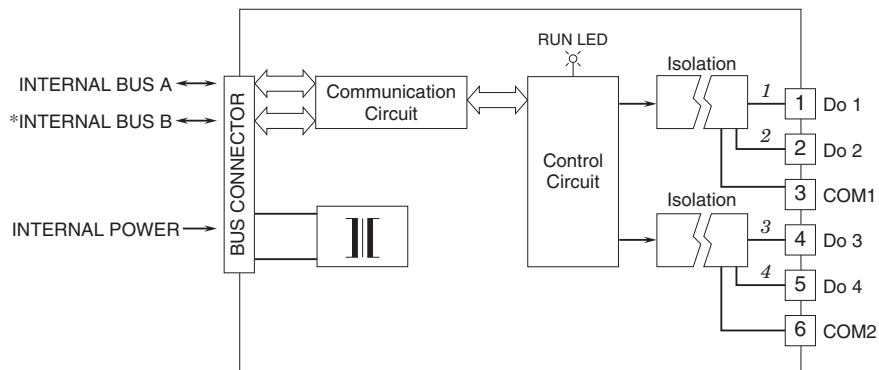 RUN LED
Isolation
INTERNAL BUS A
*INTERNAL BUS B
INTERNAL POWER
BUS CONNECTOR
Communication
Circuit
Control
Circuit
1
1 Do 1
2
2 Do 2
3 COM1
Isolation
3
4 Do 3
4
5 Do 4
6 COM2